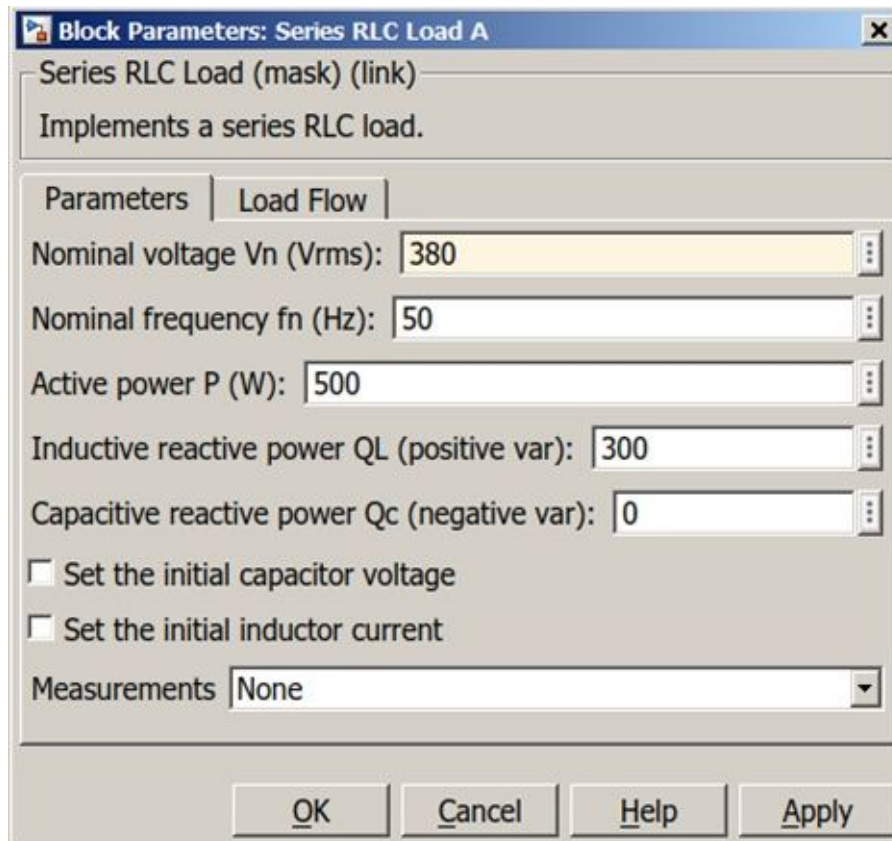 Block Parameters: Series RLC Load A
Series RLC Load (mask) (link)
Implements a series RLC load.
Parameters Load Flow
Nominal voltage Vn (Vrms): 380
Nominal frequency fn (Hz): 50
Active power P (W): 500
Inductive reactive power QL (positive var): 300
Capacitive reactive power Qc (negative var): 0
Set the initial capacitor voltage
Set the initial inductor current
Measurements None
OK Cancel Help Apply